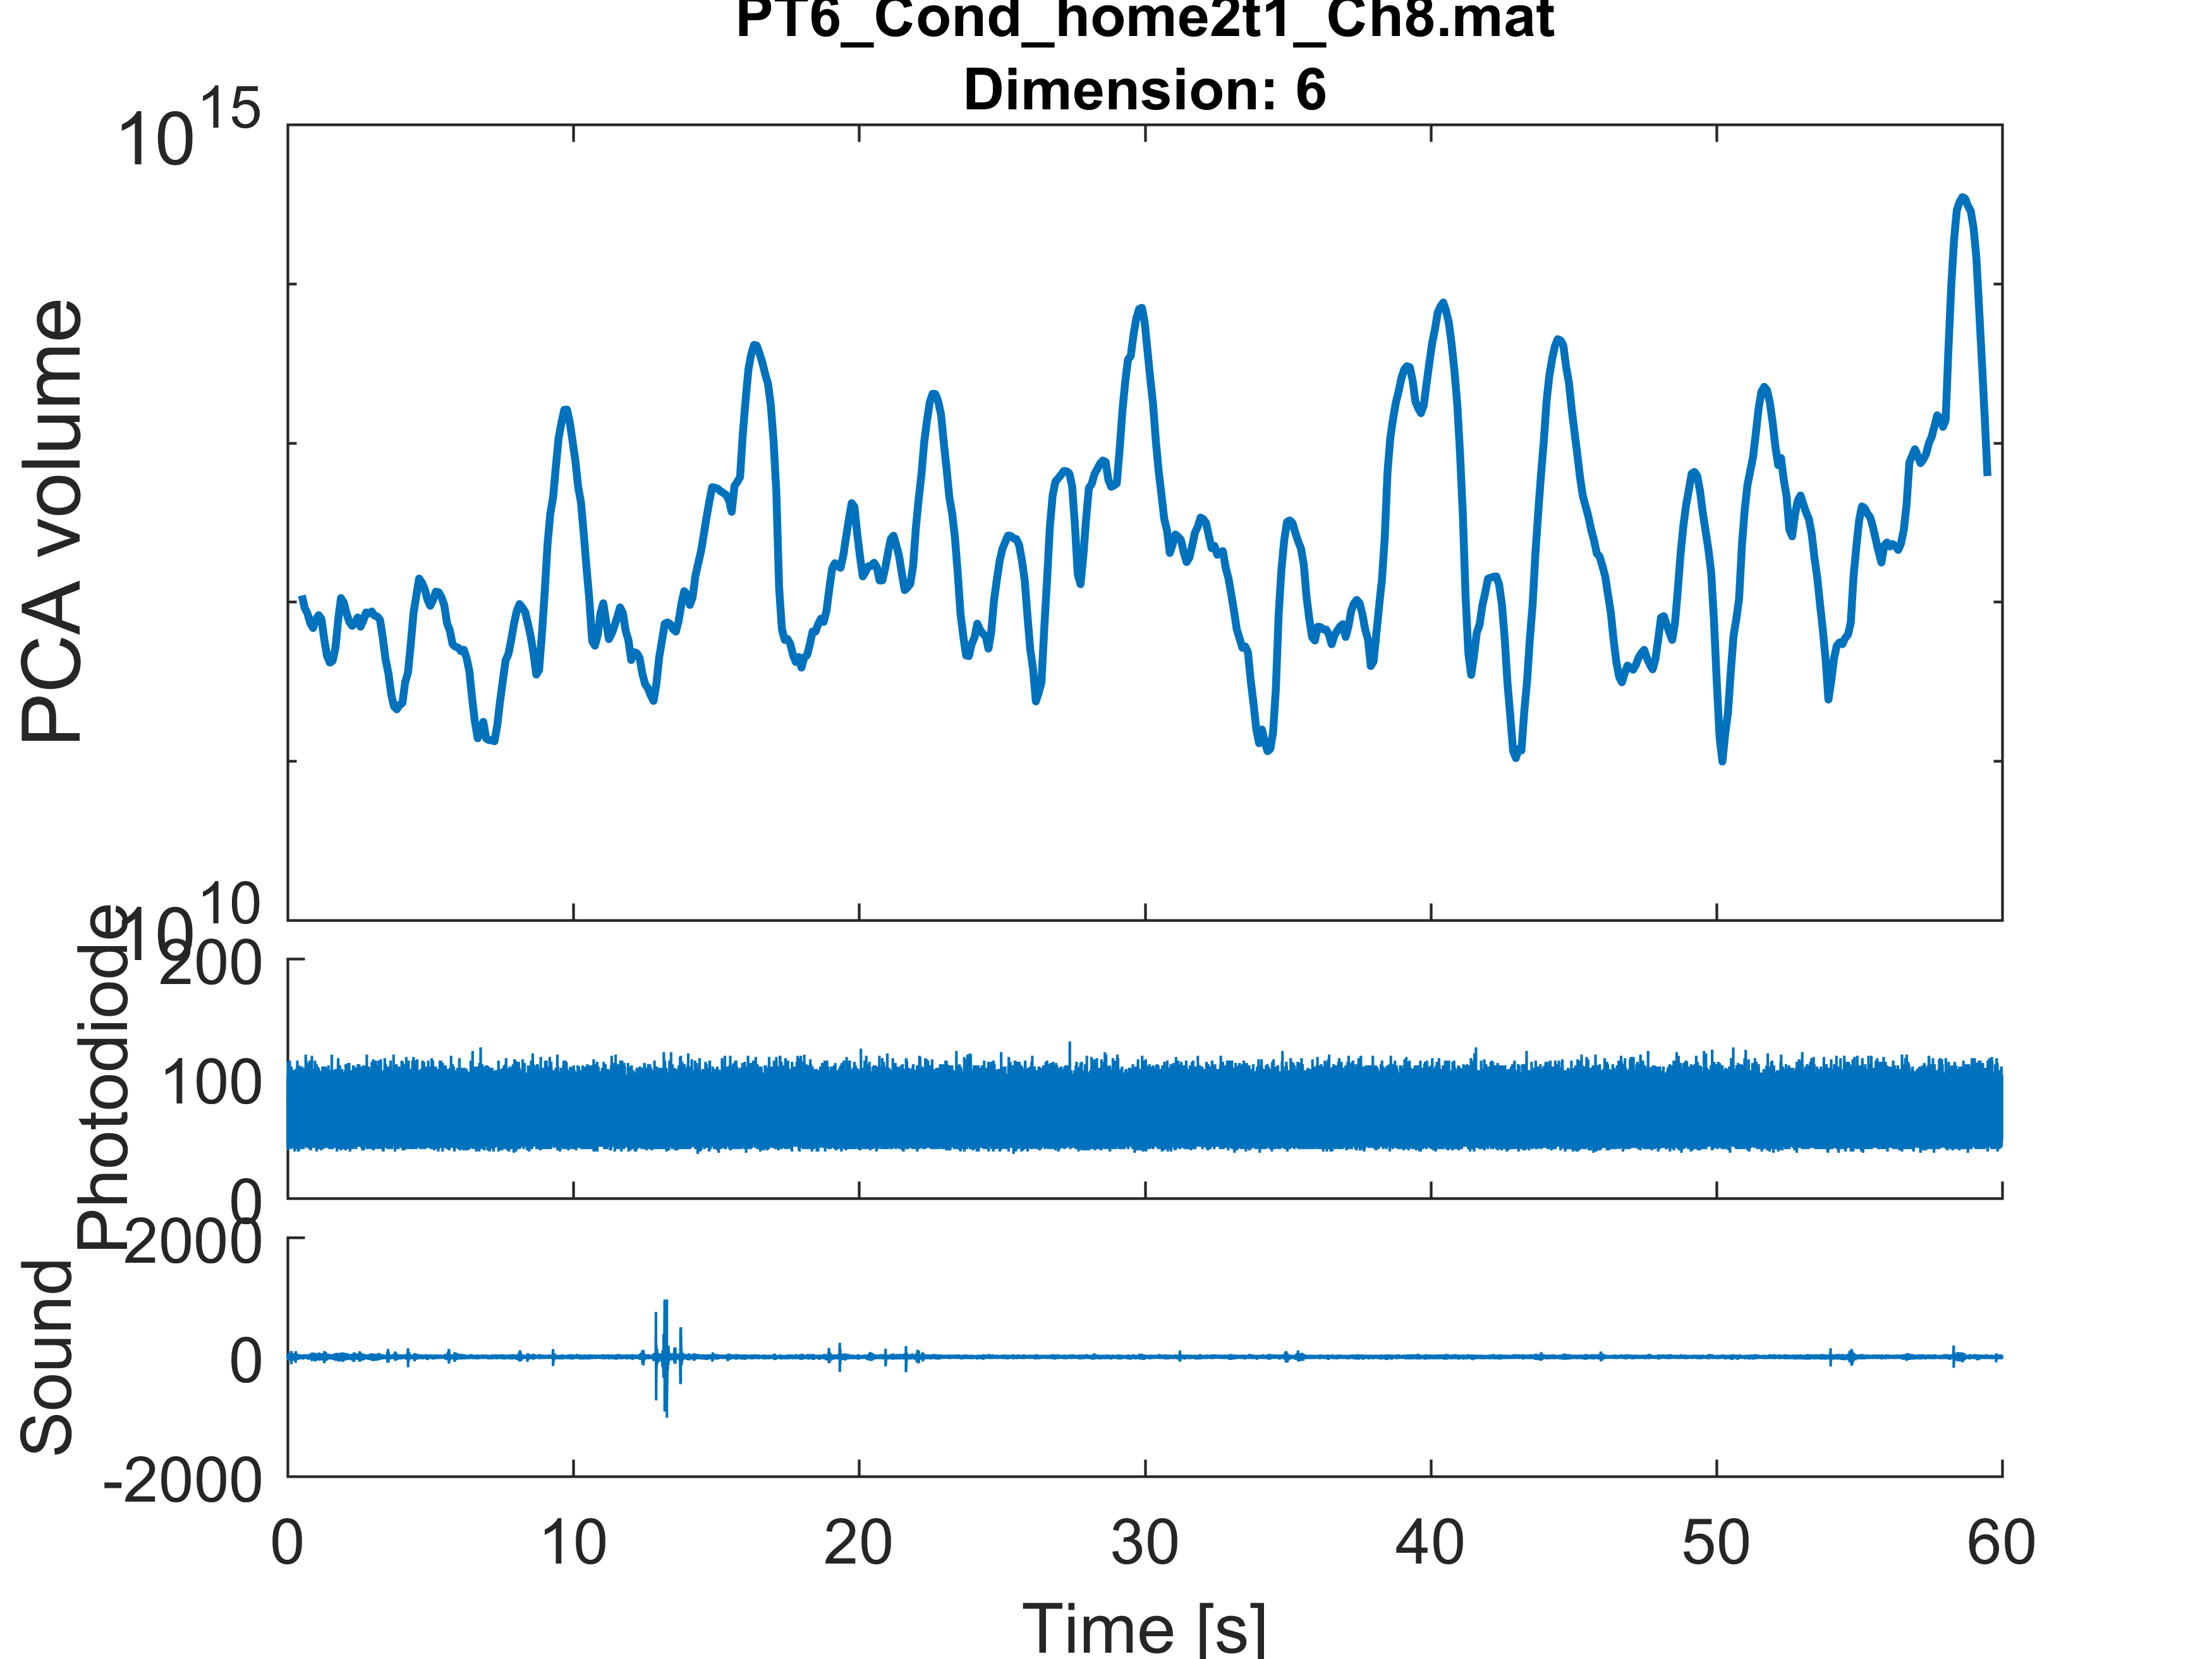 PT6_Cond_home2t1_Ch8.mat
Dimension: 6
10^15
PCA volume
10^10
200
100
0
Photodiode
2000
0
-2000
Sound
0 10 20 30 40 50 60
Time [s]